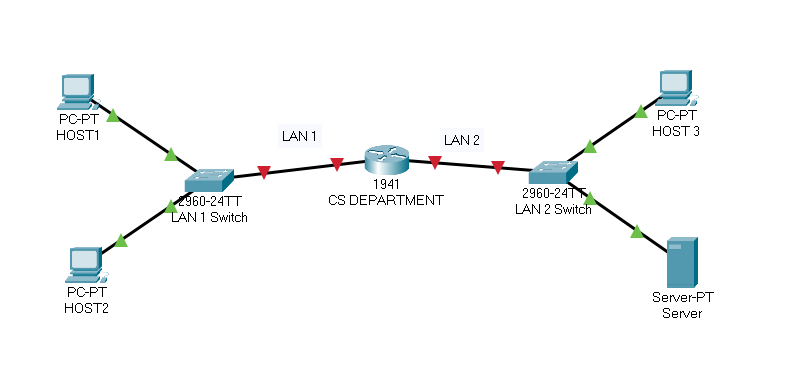 PC-PT
HOST1
LAN 1
LAN 2
PC-PT
HOST 3
1941
CS DEPARTMENT
2960-24TT
LAN 1 Switch
2960-24TT
LAN 2 Switch
PC-PT
HOST2
Server-PT
Server